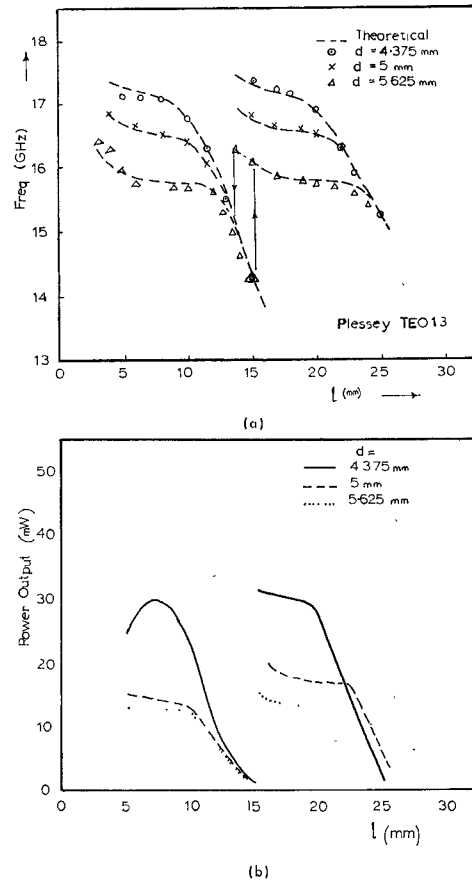 18
17
16
15
14
13
Freq (GHz)
Theoretical
d = 4·375 mm
d = 5 mm
d = 5·625 mm
Plessey TEO13
0 5 10 15 20 25 30
l (mm)
(a)
50
40
30
20
10
0
Power Output (mW)
d =
4·375 mm
5 mm
5·625 mm
0 5 10 15 20 25 30
l (mm)
(b)